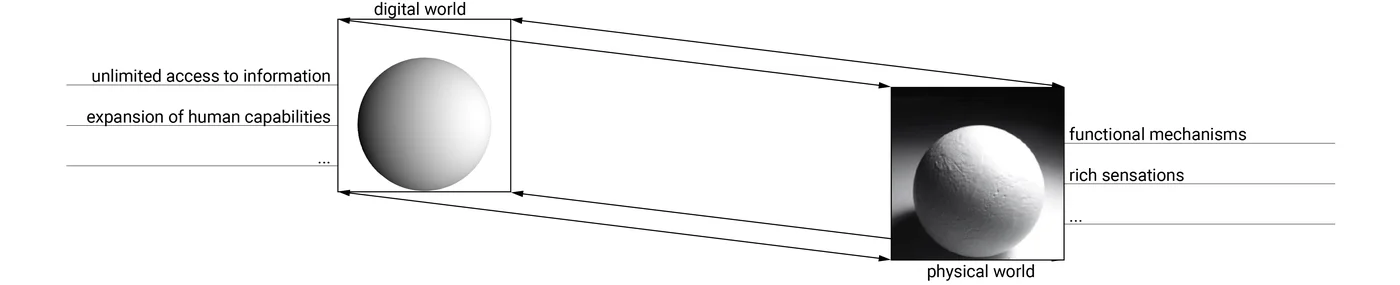 digital world
unlimited access to information
expansion of human capabilities
...
functional mechanisms
rich sensations
...
physical world